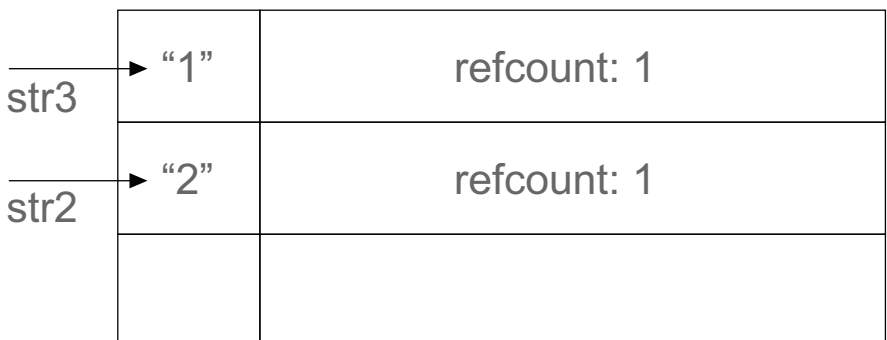 “1” refcount: 1
str3
“2” refcount: 1
str2